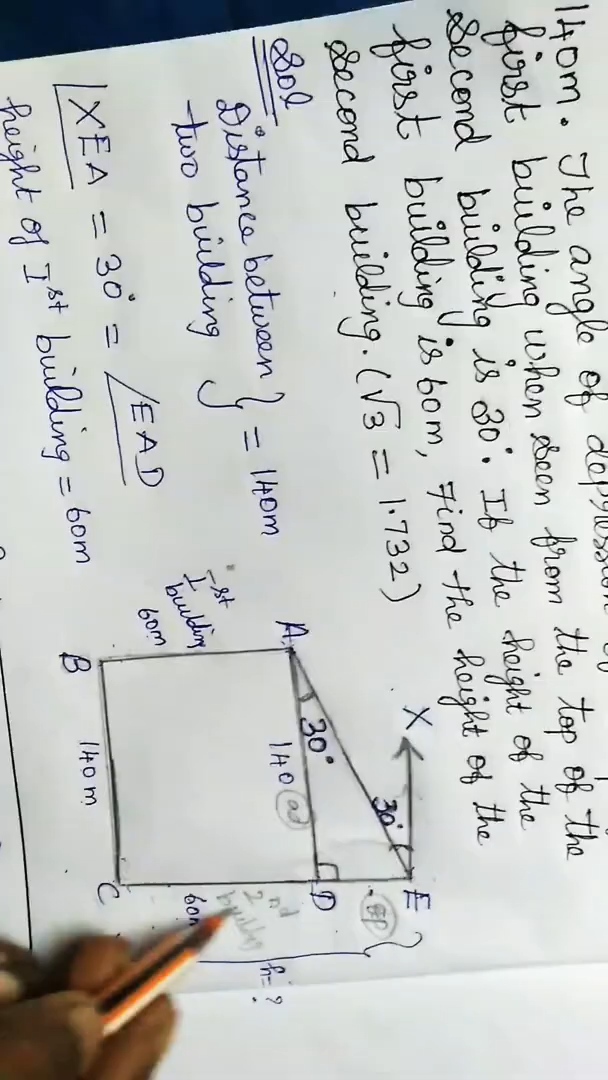 140m. The angle of depression of
first building when seen from the top of the
second building is 30°. If the height of the
first building is 60m, Find the height of the
second building. (√3 = 1.732)
Sol
Distance between
two building } = 140m
∠XEA = 30° = ∠EAD
height of Ist building = 60m
X
E
30°
A
30°
140
D
Ist
building
60m
2nd
60m
h=?
B
140m
C